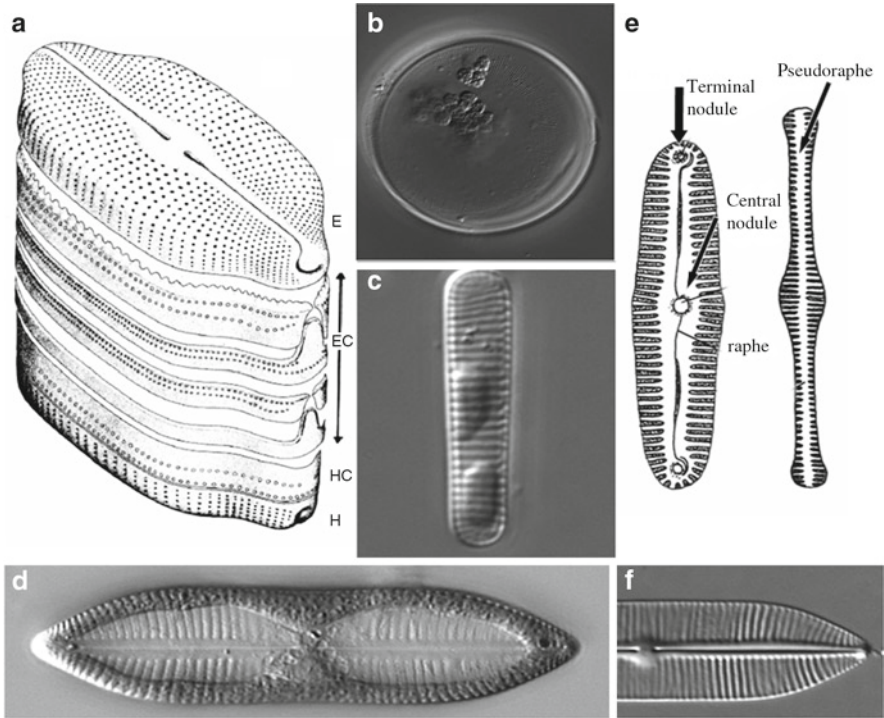 a
E
EC
HC
H
b
c
e
Terminal
nodule
Pseudoraphe
Central
nodule
raphe
d
f